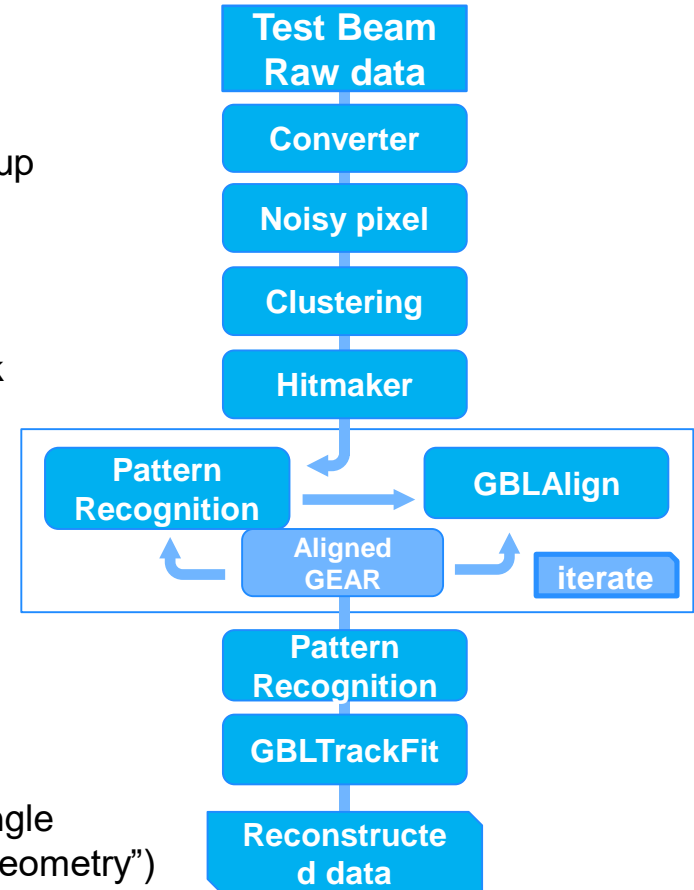 Test Beam
Raw data
Converter
up
Noisy pixel
Clustering
Hitmaker
Pattern
Recognition
GBLAlign
Aligned
GEAR
iterate
Pattern
Recognition
GBLTrackFit
ngle
eometry”)
Reconstructe
d data